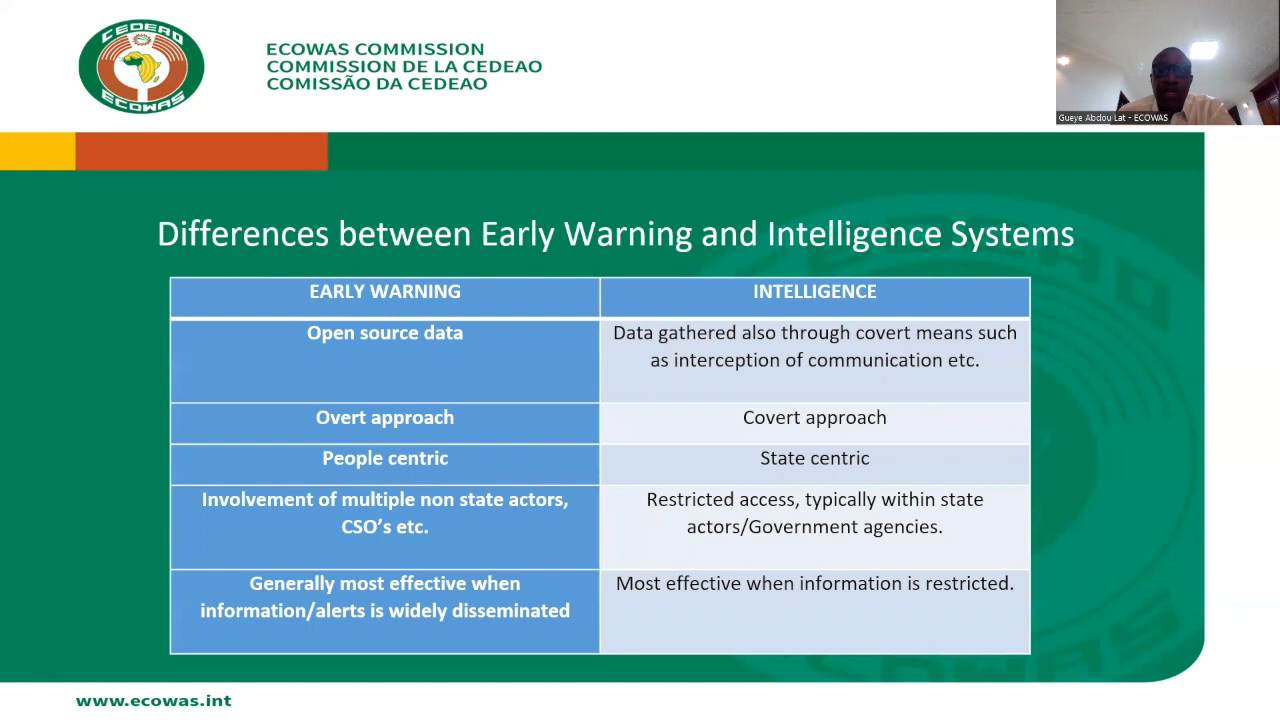 CEDEAO
ECOWAS
ECOWAS COMMISSION
COMMISSION DE LA CEDEAO
COMISSÃO DA CEDEAO
Gueye Abdou Lat - ECOWAS
Differences between Early Warning and Intelligence Systems
EARLY WARNING
INTELLIGENCE
Open source data
Data gathered also through covert means such
as interception of communication etc.
Overt approach
Covert approach
People centric
State centric
Involvement of multiple non state actors,
CSO’s etc.
Restricted access, typically within state
actors/Government agencies.
Generally most effective when
information/alerts is widely disseminated
Most effective when information is restricted.
www.ecowas.int